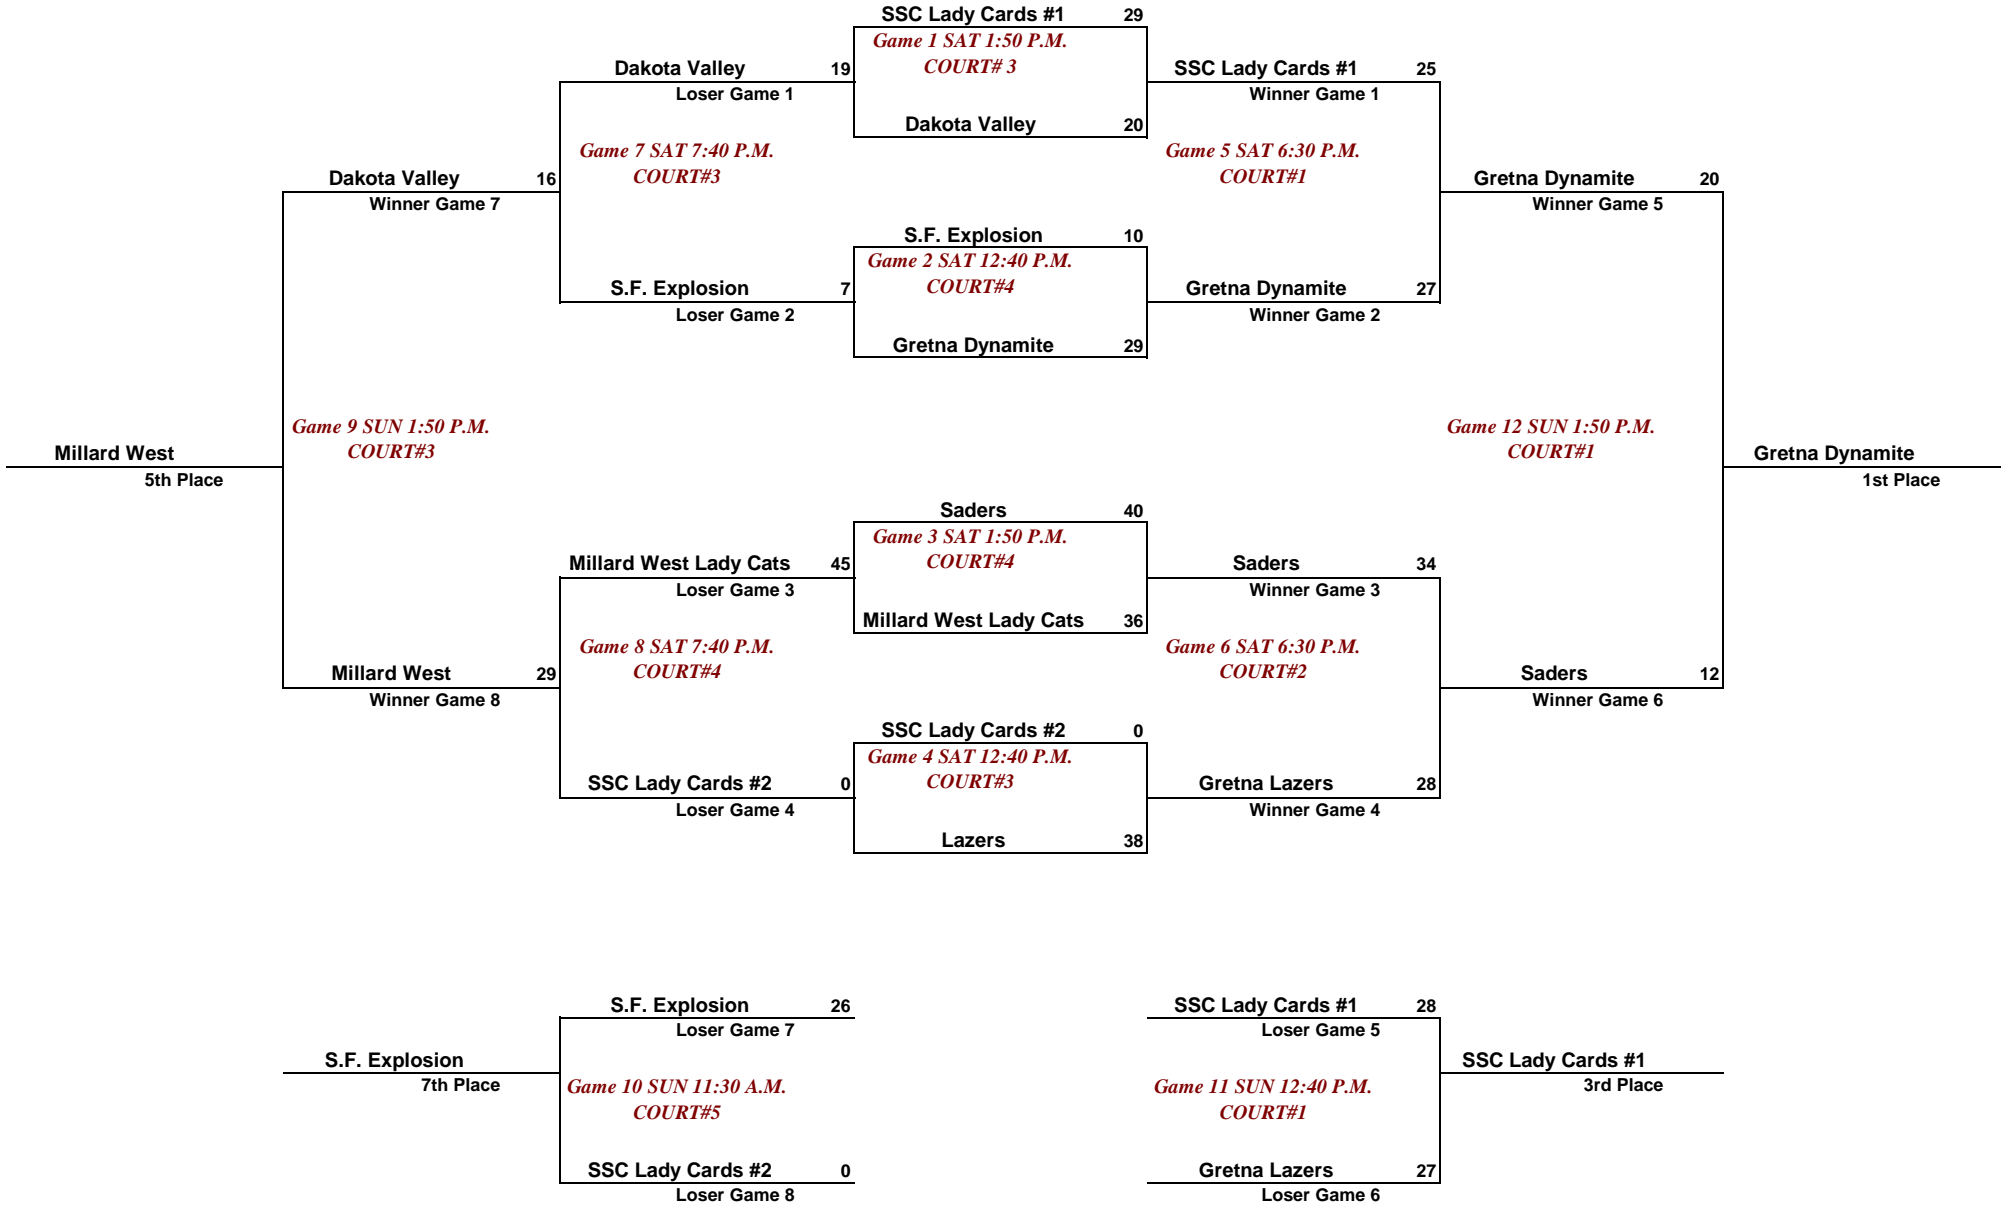 SSC Lady Cards #1 29
Game 1 SAT 1:50 P.M.
Dakota Valley 19 COURT# 3 SSC Lady Cards #1 25
Loser Game 1 Winner Game 1
Dakota Valley 20
Game 7 SAT 7:40 P.M. Game 5 SAT 6:30 P.M.
Dakota Valley 16 COURT#3 COURT#1 Gretna Dynamite 20
Winner Game 7 Winner Game 5
S.F. Explosion 10
Game 2 SAT 12:40 P.M.
S.F. Explosion 7 COURT#4 Gretna Dynamite 27
Loser Game 2 Winner Game 2
Gretna Dynamite 29
Game 9 SUN 1:50 P.M. Game 12 SUN 1:50 P.M.
Millard West COURT#3 COURT#1 Gretna Dynamite
5th Place 1st Place
Saders 40
Game 3 SAT 1:50 P.M.
Millard West Lady Cats 45 COURT#4 Saders 34
Loser Game 3 Winner Game 3
Millard West Lady Cats 36
Game 8 SAT 7:40 P.M. Game 6 SAT 6:30 P.M.
Millard West 29 COURT#4 COURT#2 Saders 12
Winner Game 8 Winner Game 6
SSC Lady Cards #2 0
Game 4 SAT 12:40 P.M.
SSC Lady Cards #2 0 COURT#3 Gretna Lazers 28
Loser Game 4 Winner Game 4
Lazers 38
S.F. Explosion 26 SSC Lady Cards #1 28
Loser Game 7 Loser Game 5
S.F. Explosion SSC Lady Cards #1
7th Place Game 10 SUN 11:30 A.M. Game 11 SUN 12:40 P.M. 3rd Place
COURT#5 COURT#1
SSC Lady Cards #2 0 Gretna Lazers 27
Loser Game 8 Loser Game 6